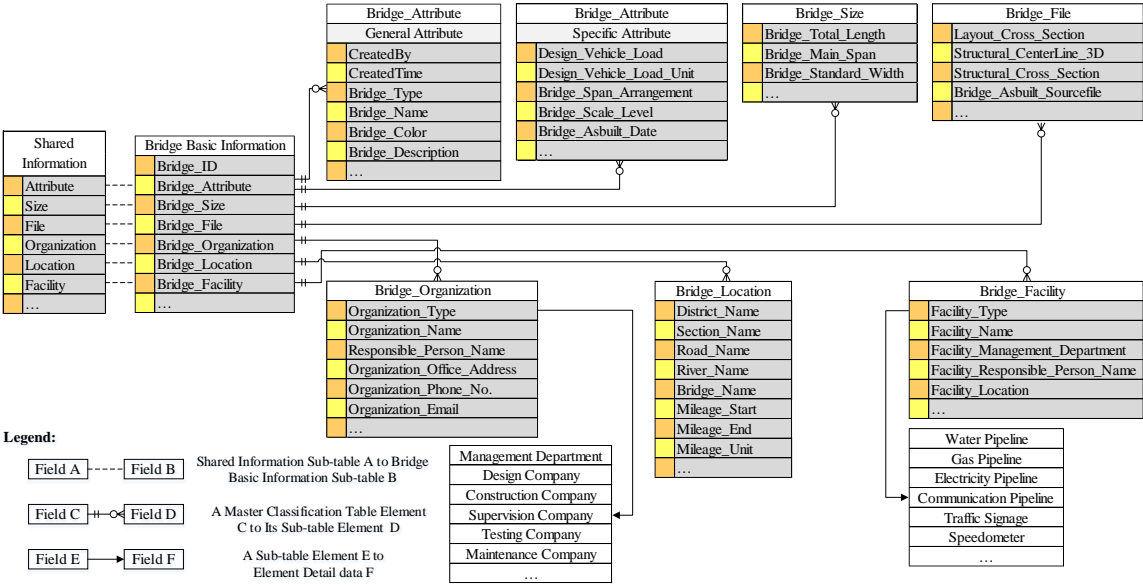 Bridge_Attribute
General Attribute
CreatedBy
CreatedTime
Bridge_Type
Bridge_Name
Bridge_Color
Bridge_Description
…
Bridge_Attribute
Specific Attribute
Design_Vehicle_Load
Design_Vehicle_Load_Unit
Bridge_Span_Arrangement
Bridge_Scale_Level
Bridge_Asbuilt_Date
…
Bridge_Size
Bridge_Total_Length
Bridge_Main_Span
Bridge_Standard_Width
…
Bridge_File
Layout_Cross_Section
Structural_CenterLine_3D
Structural_Cross_Section
Bridge_Asbuilt_Sourcefile
…
Shared
Information
Attribute
Size
File
Organization
Location
Facility
…
Bridge Basic Information
Bridge_ID
Bridge_Attribute
Bridge_Size
Bridge_File
Bridge_Organization
Bridge_Location
Bridge_Facility
…
Bridge_Organization
Organization_Type
Organization_Name
Responsible_Person_Name
Organization_Office_Address
Organization_Phone_No.
Organization_Email
…
Bridge_Location
District_Name
Section_Name
Road_Name
River_Name
Bridge_Name
Mileage_Start
Mileage_End
Mileage_Unit
…
Bridge_Facility
Facility_Type
Facility_Name
Facility_Management_Department
Facility_Responsible_Person_Name
Facility_Location
…
Legend:
Field A
Field B
Shared Information Sub-table A to Bridge
Basic Information Sub-table B
Field C
Field D
A Master Classification Table Element
C to Its Sub-table Element D
Field E
Field F
A Sub-table Element E to
Element Detail data F
Management Department
Design Company
Construction Company
Supervision Company
Testing Company
Maintenance Company
…
Water Pipeline
Gas Pipeline
Electricity Pipeline
Communication Pipeline
Traffic Signage
Speedometer
…